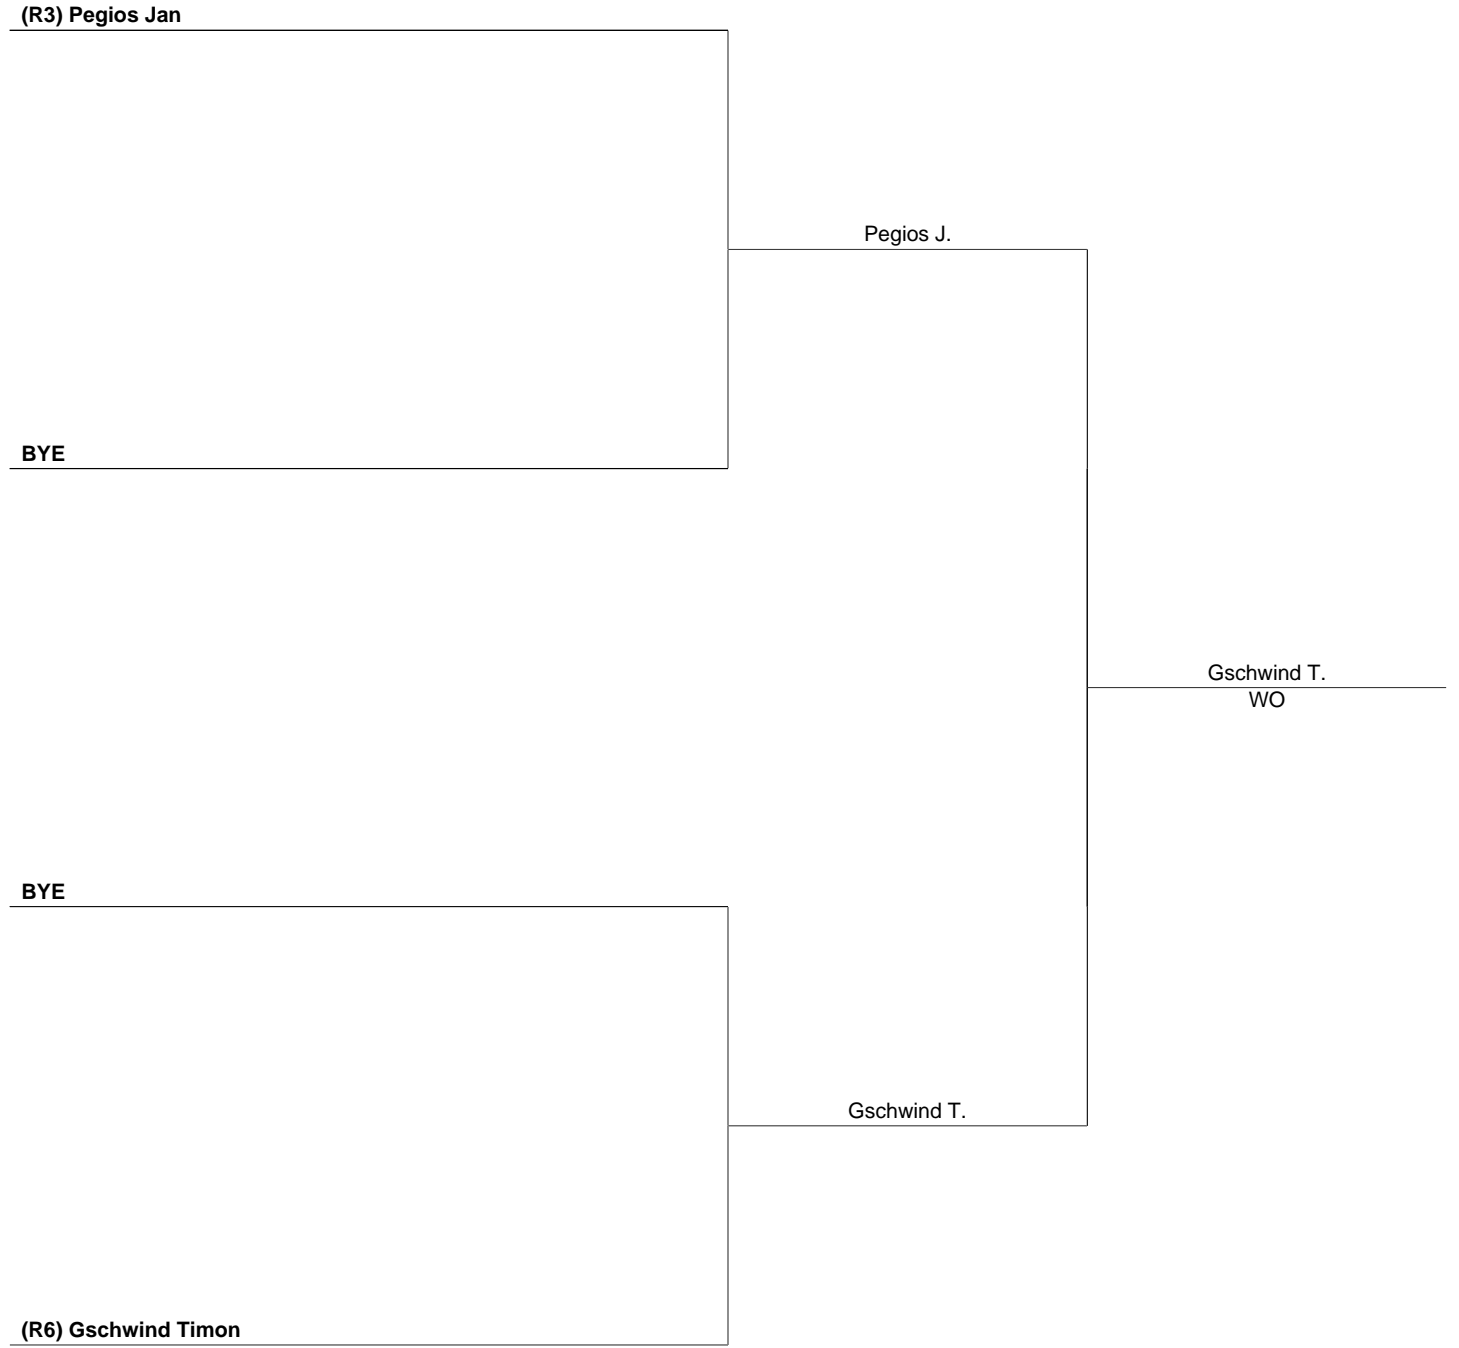 (R3) Pegios Jan
Pegios J.
BYE
Gschwind T.
WO
BYE
Gschwind T.
(R6) Gschwind Timon